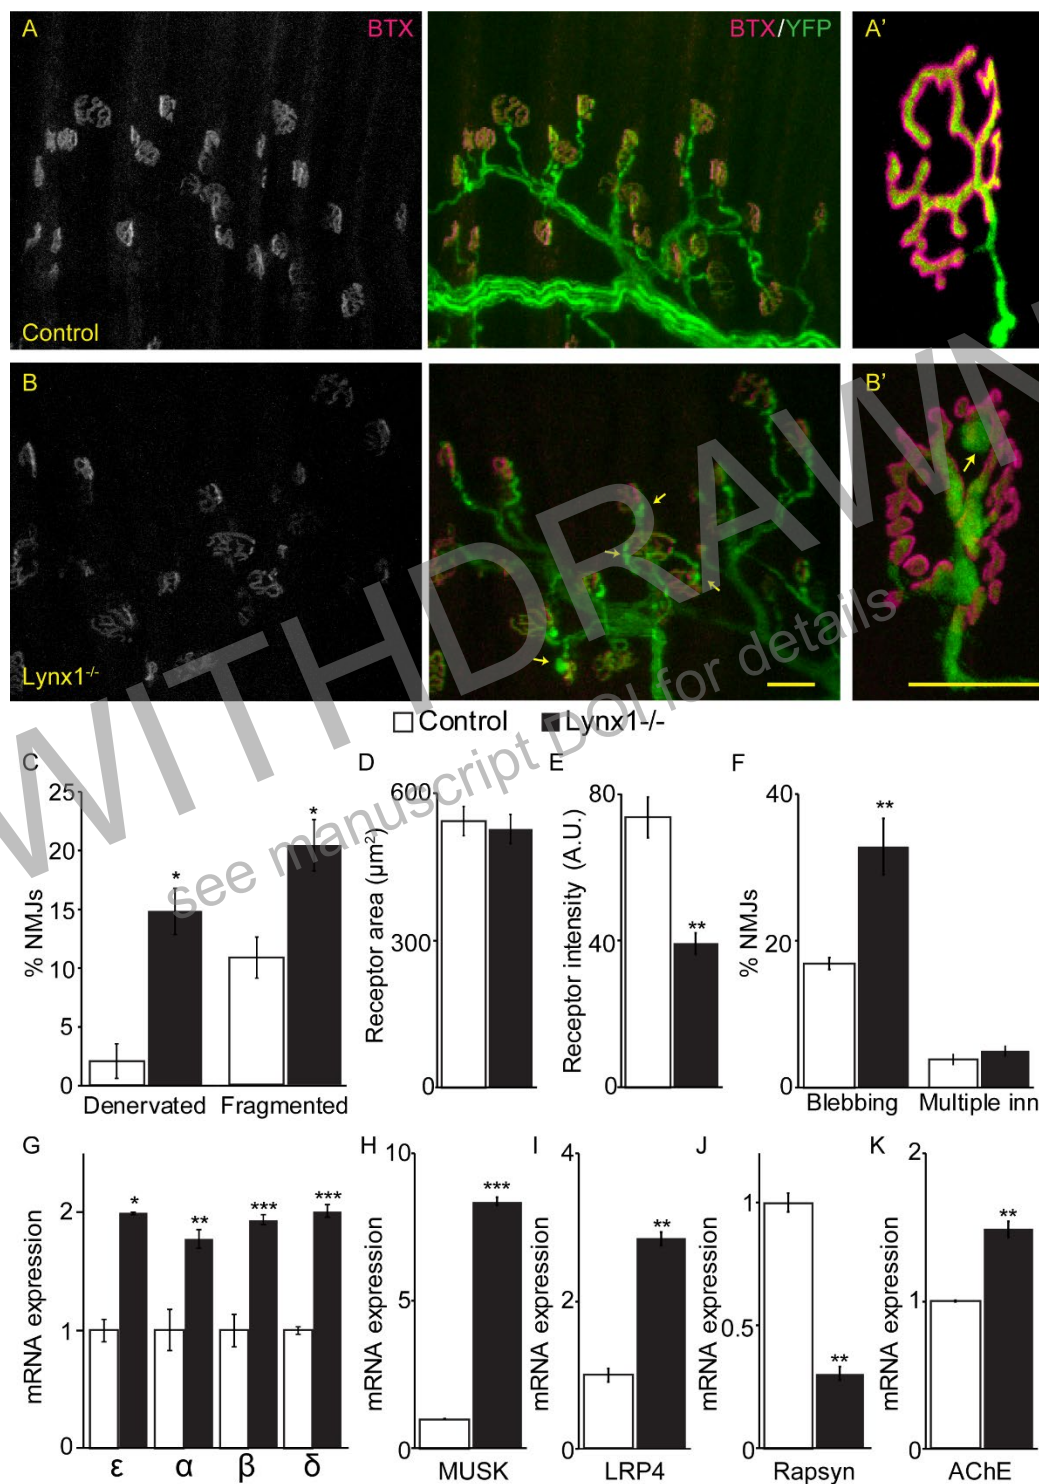 A BTX BTX/YFP A'
Control
B B'
Lynx1-/-
WITHDRAWN
see manuscript DOI for details
Control Lynx1-/-
C D E F
25
20
15
10
5
0
% NMJs
* *
Denervated Fragmented
600
300
0
Receptor area (µm²)
80
40
0
Receptor intensity (A.U.)
**
40
20
0
% NMJs
**
Blebbing Multiple inn
G H I J K
2
1
0
mRNA expression
* ** *** ***
ε α β δ
10
5
0
mRNA expression
***
MUSK
4
2
0
mRNA expression
**
LRP4
1
0.5
0
mRNA expression
**
Rapsyn
2
1
0
mRNA expression
**
AChE